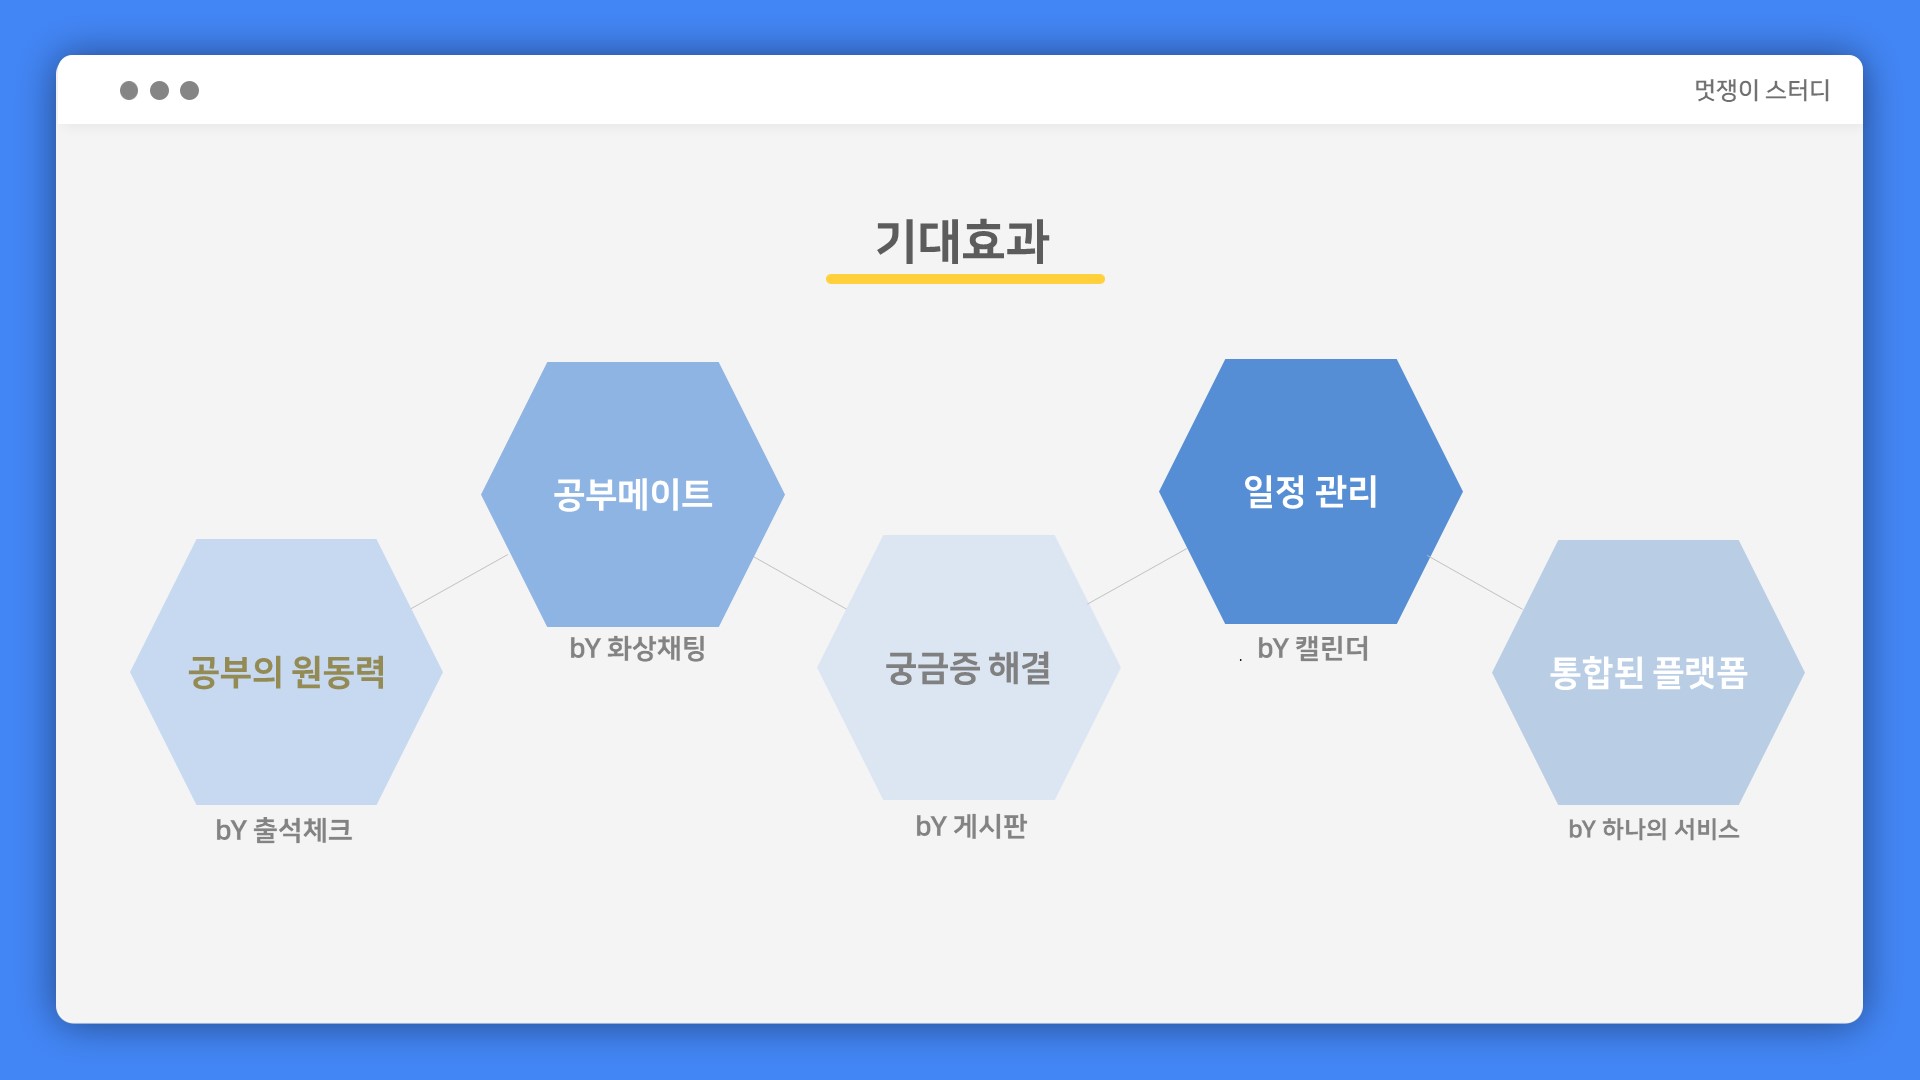 멋쟁이 스터디
기대효과
공부의 원동력
bY 출석체크
공부메이트
bY 화상채팅
궁금증 해결
bY 게시판
일정 관리
. bY 캘린더
통합된 플랫폼
bY 하나의 서비스